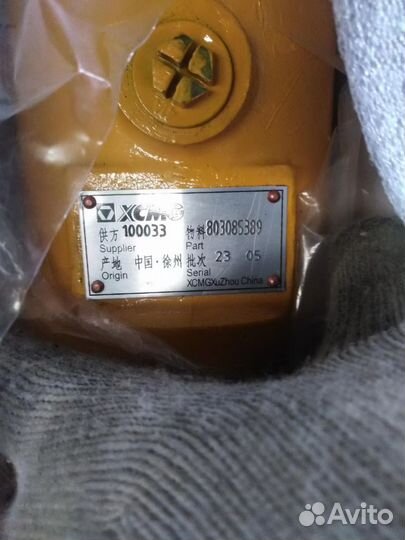 XCMG
供方 100033 物料 803085389
Supplier Part
产地 中国·徐州 批次 23 05
Origin Serial
XCMGXuZhou China
Avito